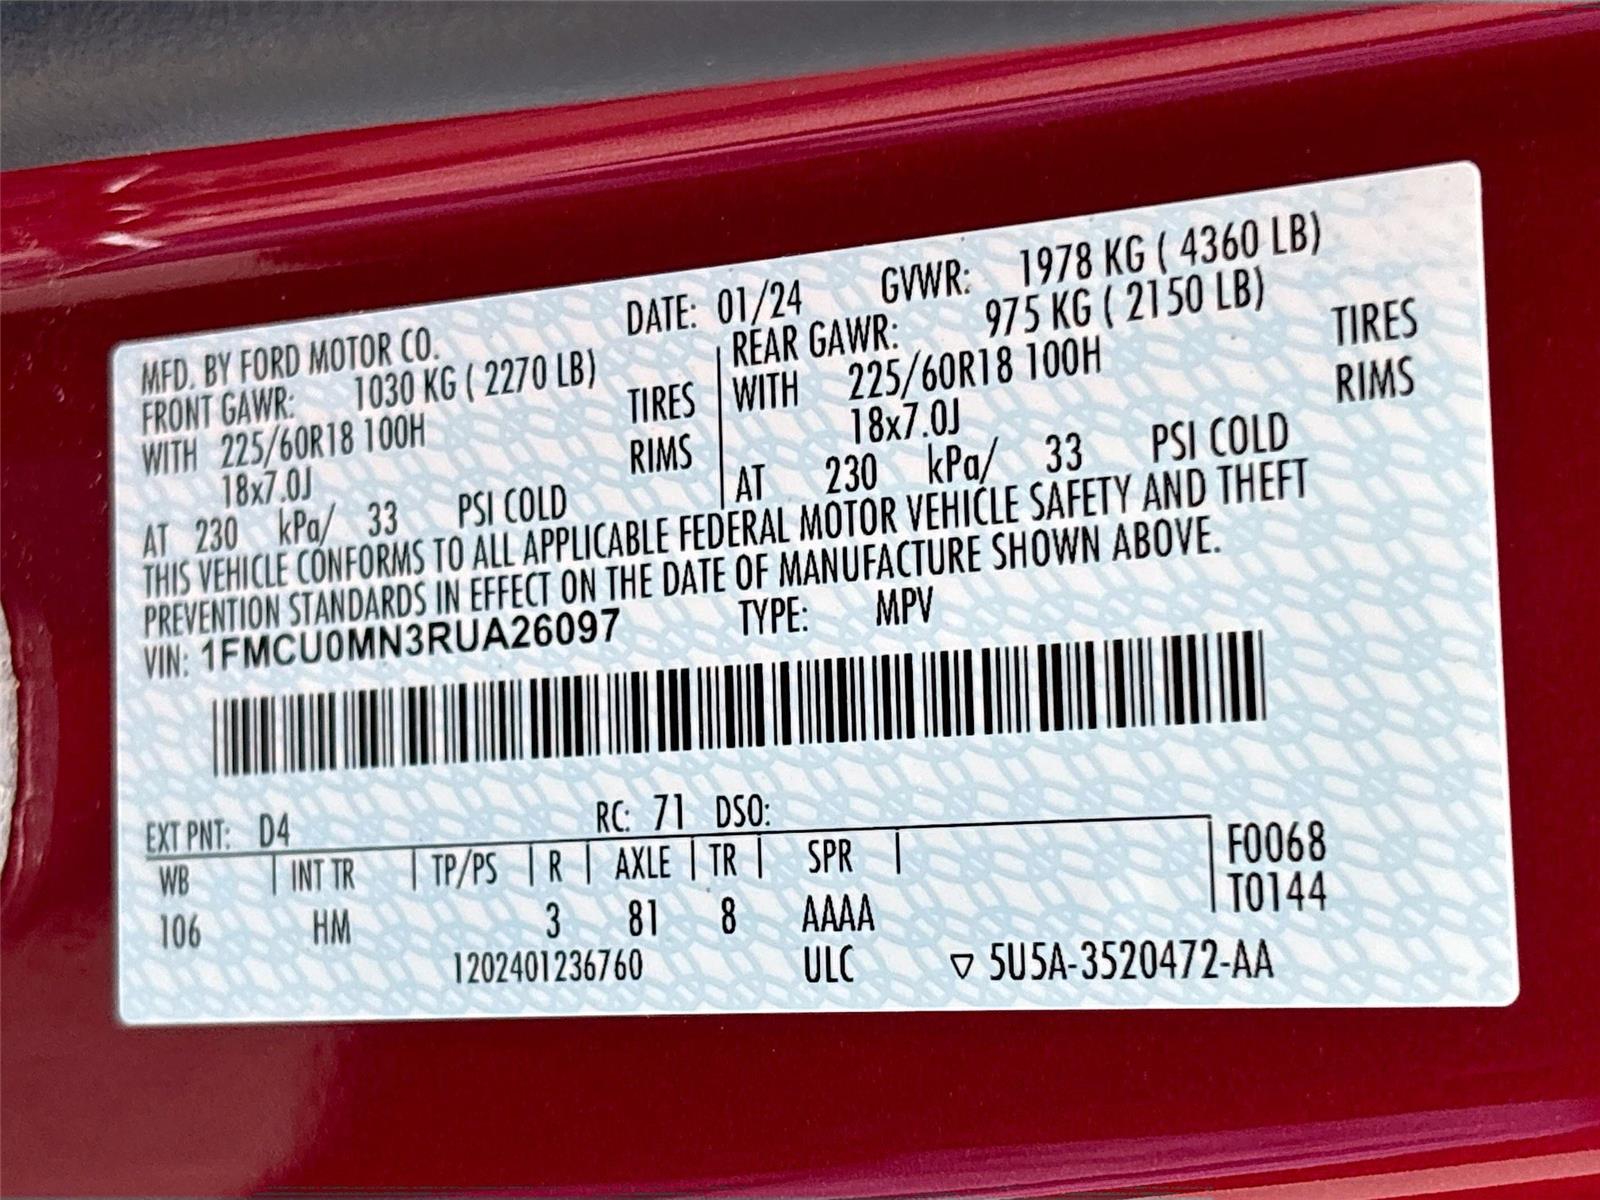 MFD. BY FORD MOTOR CO. DATE: 01/24 GVWR: 1978 KG ( 4360 LB)
FRONT GAWR: 1030 KG ( 2270 LB) REAR GAWR: 975 KG ( 2150 LB)
WITH 225/60R18 100H TIRES WITH 225/60R18 100H TIRES
18x7.0J RIMS 18x7.0J RIMS
AT 230 kPa/ 33 PSI COLD AT 230 kPa/ 33 PSI COLD
THIS VEHICLE CONFORMS TO ALL APPLICABLE FEDERAL MOTOR VEHICLE SAFETY AND THEFT
PREVENTION STANDARDS IN EFFECT ON THE DATE OF MANUFACTURE SHOWN ABOVE.
VIN: 1FMCU0MN3RUA26097 TYPE: MPV
EXT PNT: D4 RC: 71 DSO:
WB INT TR TP/PS R AXLE TR SPR F0068
106 HM 3 81 8 AAAA T0144
1202401236760 ULC ▽ 5U5A-3520472-AA